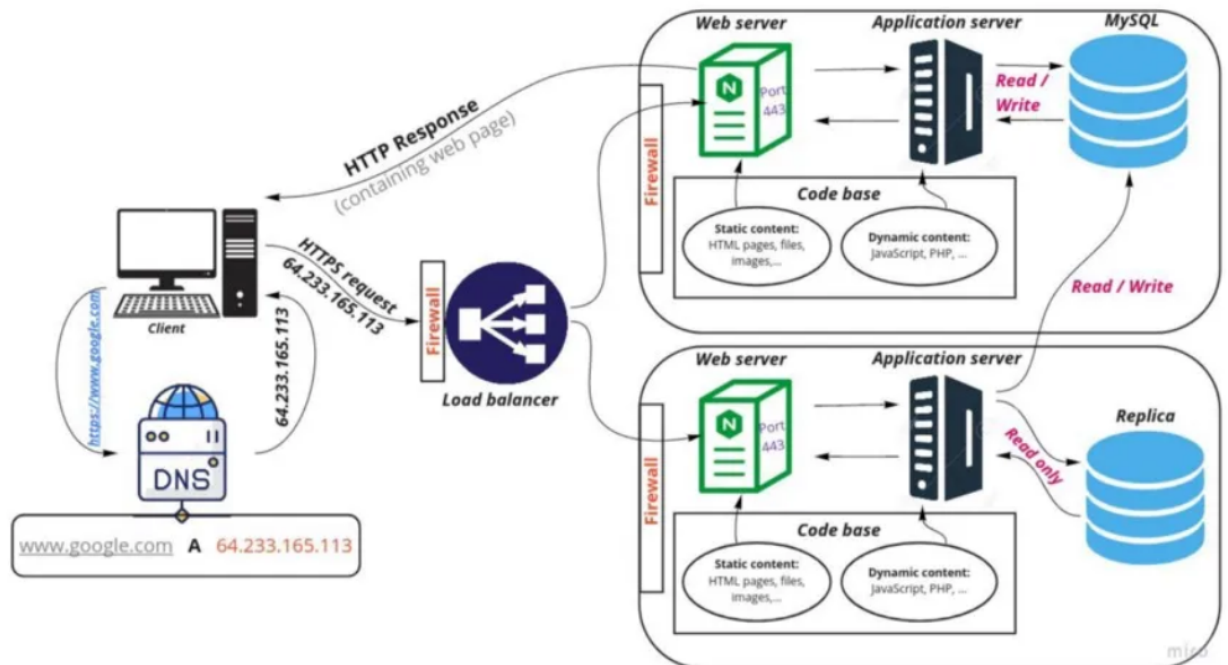 Web server
Application server
MySQL
N
Port
443
Read /
Write
Firewall
Code base
Static content:
HTML pages, files,
images,...
Dynamic content:
JavaScript, PHP, ...
HTTP Response
(containing web page)
HTTPS request
64.233.165.113
Client
https://www.google.com
64.233.165.113
DNS
www.google.com A 64.233.165.113
Firewall
Load balancer
Read / Write
Web server
Application server
Replica
N
Port
443
Read only
Firewall
Code base
Static content:
HTML pages, files,
images,...
Dynamic content:
JavaScript, PHP, ...
miro